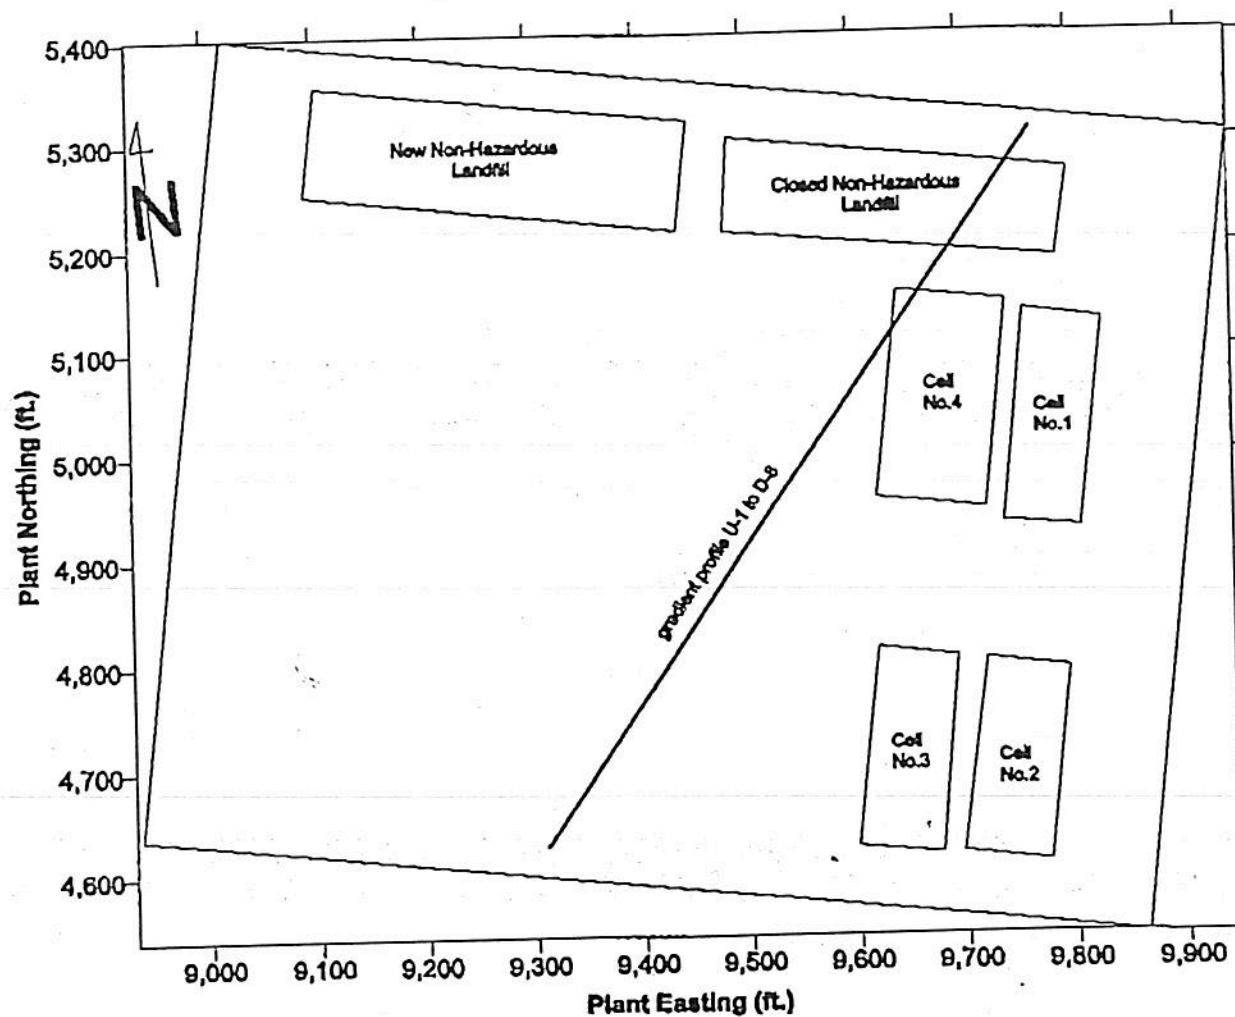 5,400
5,300
5,200
5,100
5,000
4,900
4,800
4,700
4,600
Plant Northing (ft.)
N
New Non-Hazardous
Landfill
Closed Non-Hazardous
Landfill
Cell
No.4
Cell
No.1
gradient profile U-1 to D-8
Cell
No.3
Cell
No.2
9,000 9,100 9,200 9,300 9,400 9,500 9,600 9,700 9,800 9,900
Plant Easting (ft.)